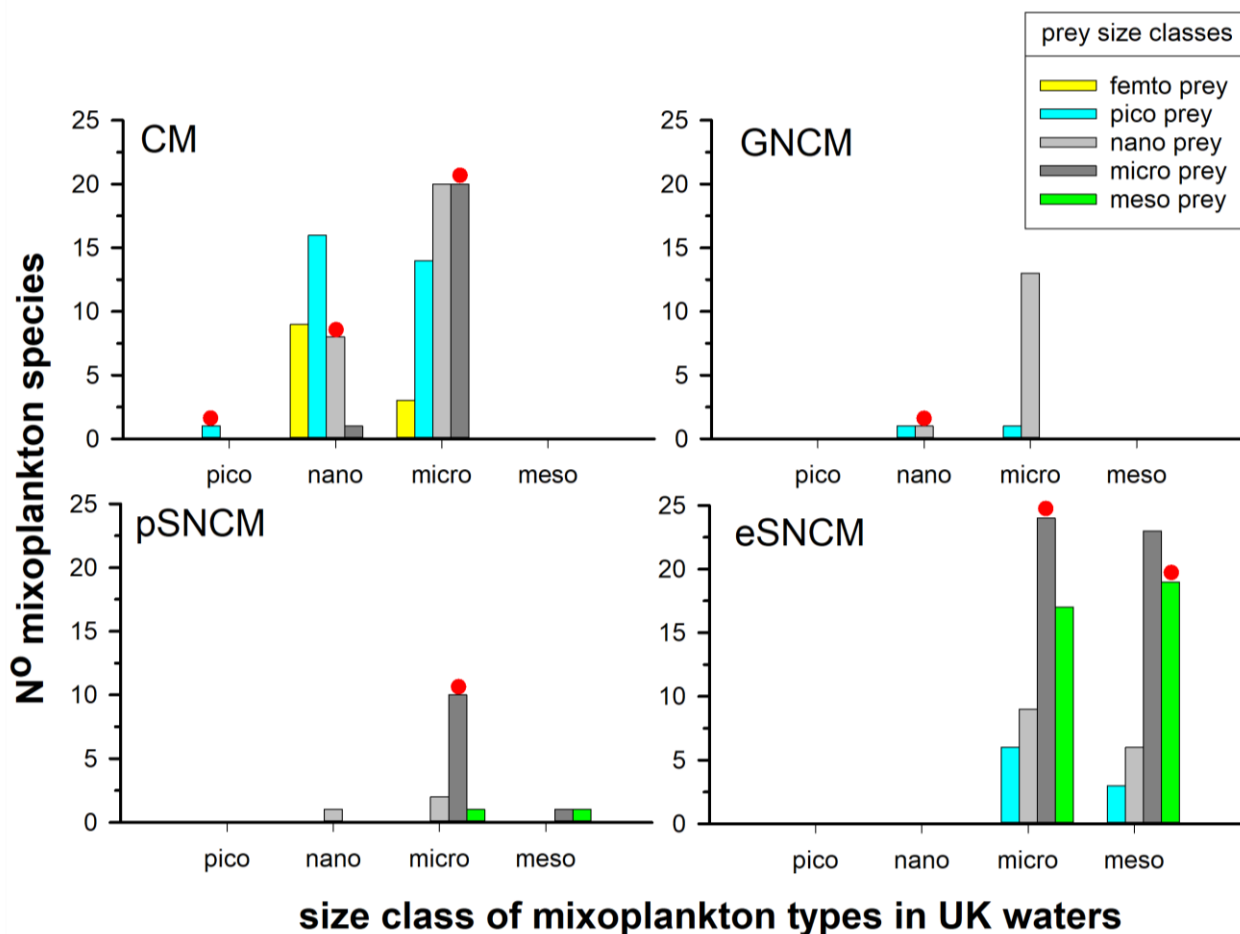 prey size classes
femto prey
pico prey
nano prey
micro prey
meso prey
Nº mixoplankton species
CM
25
20
15
10
5
0
pico nano micro meso
GNCM
25
20
15
10
5
0
pico nano micro meso
pSNCM
25
20
15
10
5
0
pico nano micro meso
eSNCM
25
20
15
10
5
0
pico nano micro meso
size class of mixoplankton types in UK waters